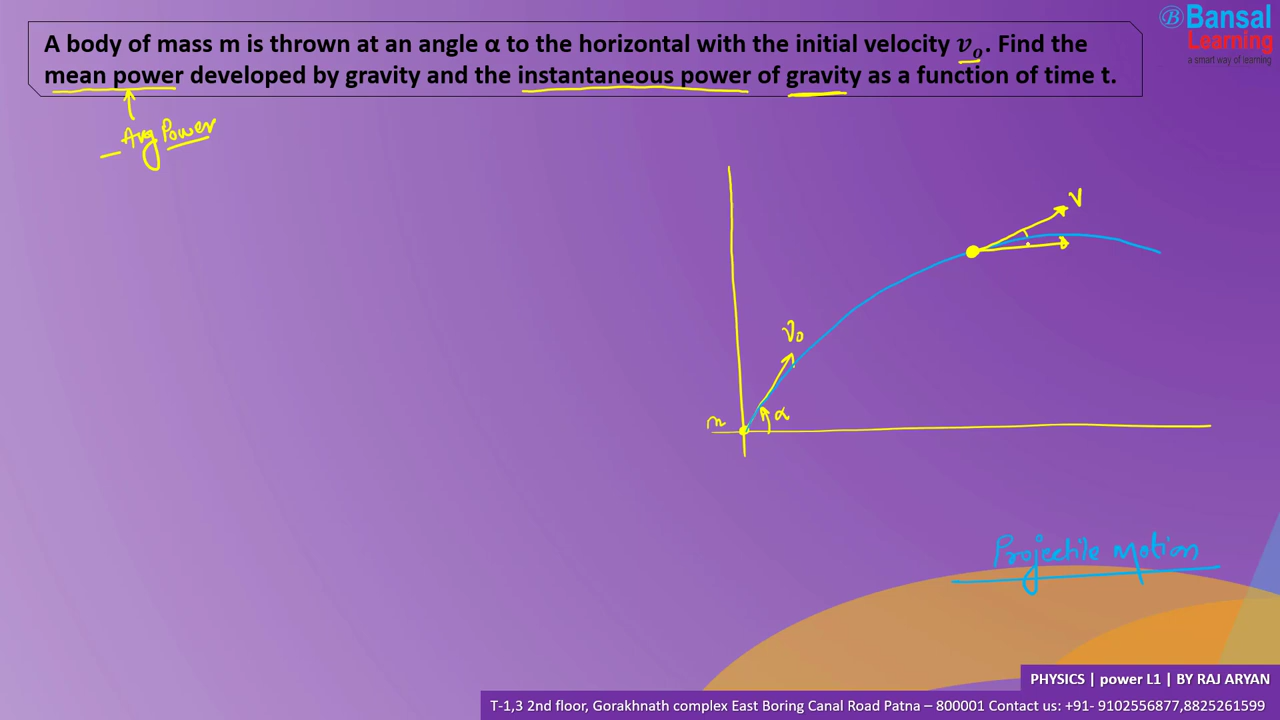 Bansal
Learning
a smart way of learning
A body of mass m is thrown at an angle α to the horizontal with the initial velocity v₀. Find the
mean power developed by gravity and the instantaneous power of gravity as a function of time t.
Avg Power
V
V₀
m
α
Projectile Motion
PHYSICS | power L1 | BY RAJ ARYAN
T-1,3 2nd floor, Gorakhnath complex East Boring Canal Road Patna – 800001 Contact us: +91- 9102556877,8825261599